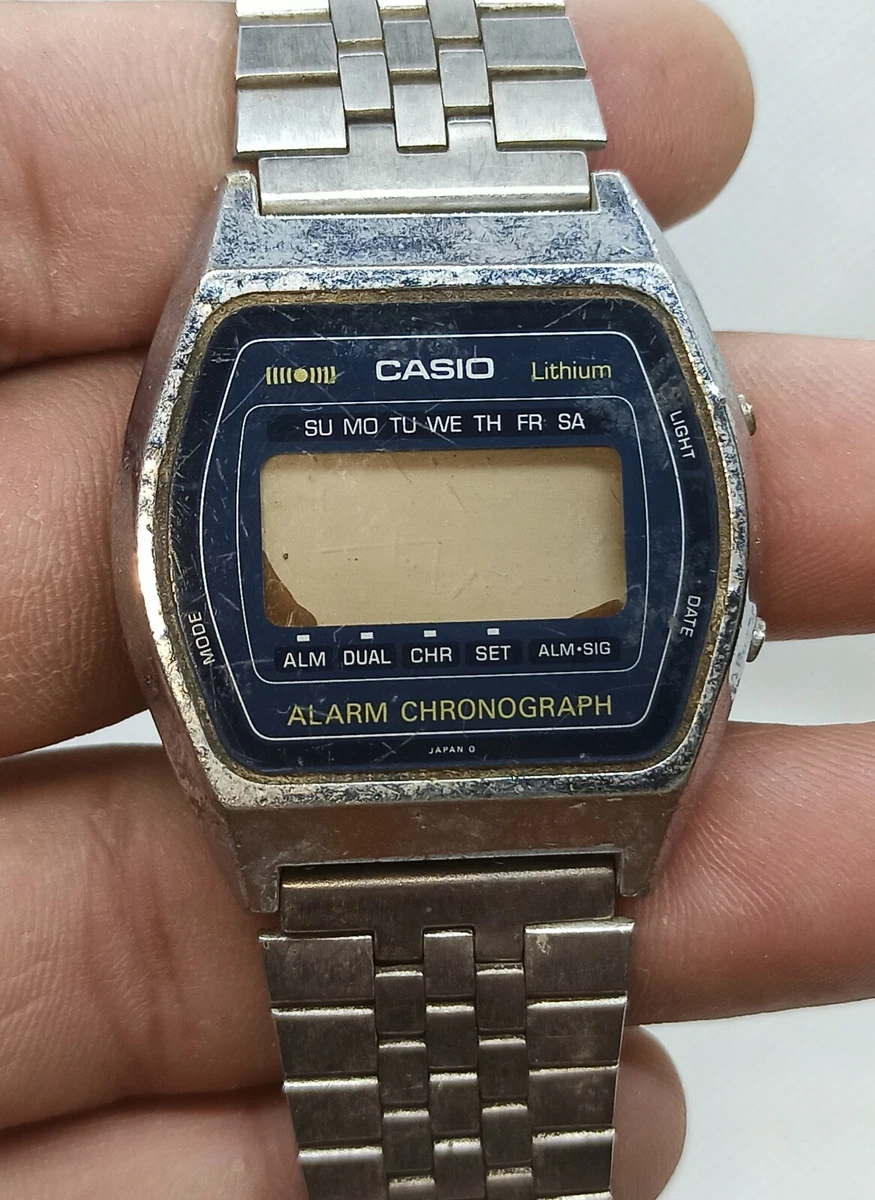 CASIO Lithium
SU MO TU WE TH FR SA
LIGHT
MODE
DATE
ALM DUAL CHR SET ALM•SIG
ALARM CHRONOGRAPH
JAPAN 0